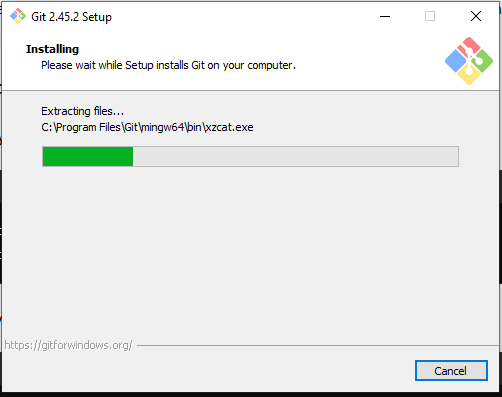 Git 2.45.2 Setup
Installing
Please wait while Setup installs Git on your computer.
Extracting files...
C:\Program Files\Git\mingw64\bin\xzcat.exe
https://gitforwindows.org/
Cancel